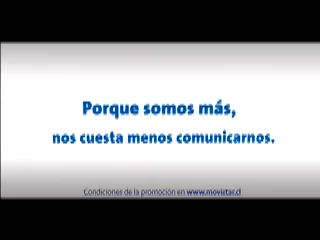 Porque somos más,
nos cuesta menos comunicarnos.
Condiciones de la promoción en www.movistar.cl